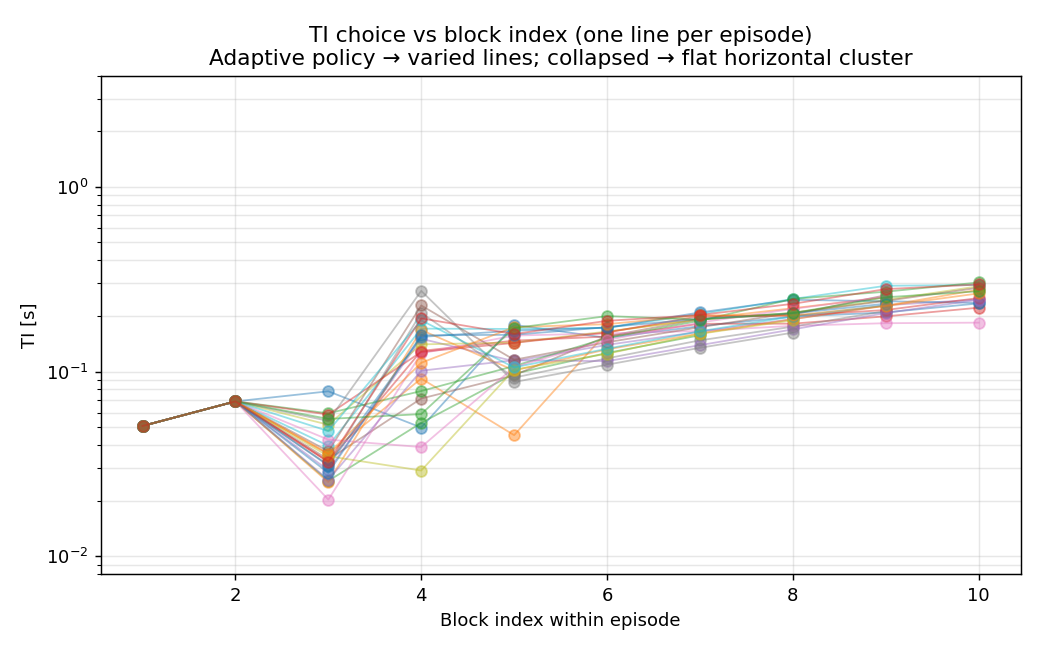 TI choice vs block index (one line per episode)
Adaptive policy → varied lines; collapsed → flat horizontal cluster
TI [s]
10⁰
10⁻¹
10⁻²
2 4 6 8 10
Block index within episode